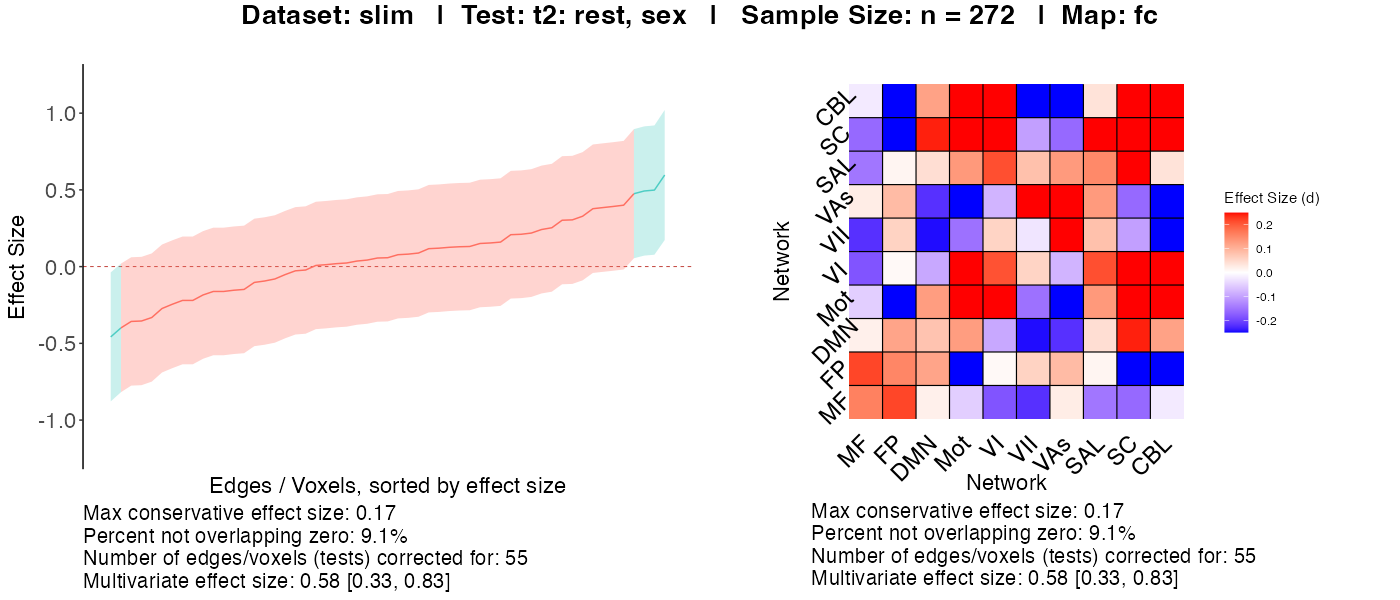 Dataset: slim | Test: t2: rest, sex | Sample Size: n = 272 | Map: fc
Effect Size
1.0
0.5
0.0
-0.5
-1.0
Edges / Voxels, sorted by effect size
Max conservative effect size: 0.17
Percent not overlapping zero: 9.1%
Number of edges/voxels (tests) corrected for: 55
Multivariate effect size: 0.58 [0.33, 0.83]
Network
CBL
SC
SAL
VAs
VII
VI
Mot
DMN
FP
MF
MF
FP
DMN
Mot
VI
VII
VAs
SAL
SC
CBL
Network
Effect Size (d)
0.2
0.1
0.0
-0.1
-0.2
Max conservative effect size: 0.17
Percent not overlapping zero: 9.1%
Number of edges/voxels (tests) corrected for: 55
Multivariate effect size: 0.58 [0.33, 0.83]